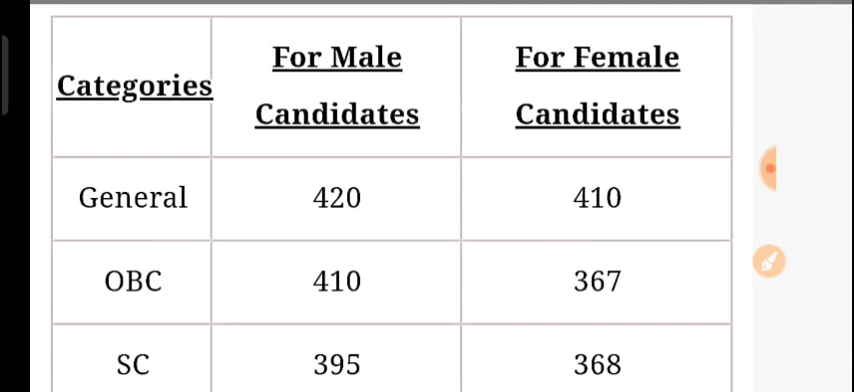 Categories For Male Candidates For Female Candidates
General 420 410
OBC 410 367
SC 395 368